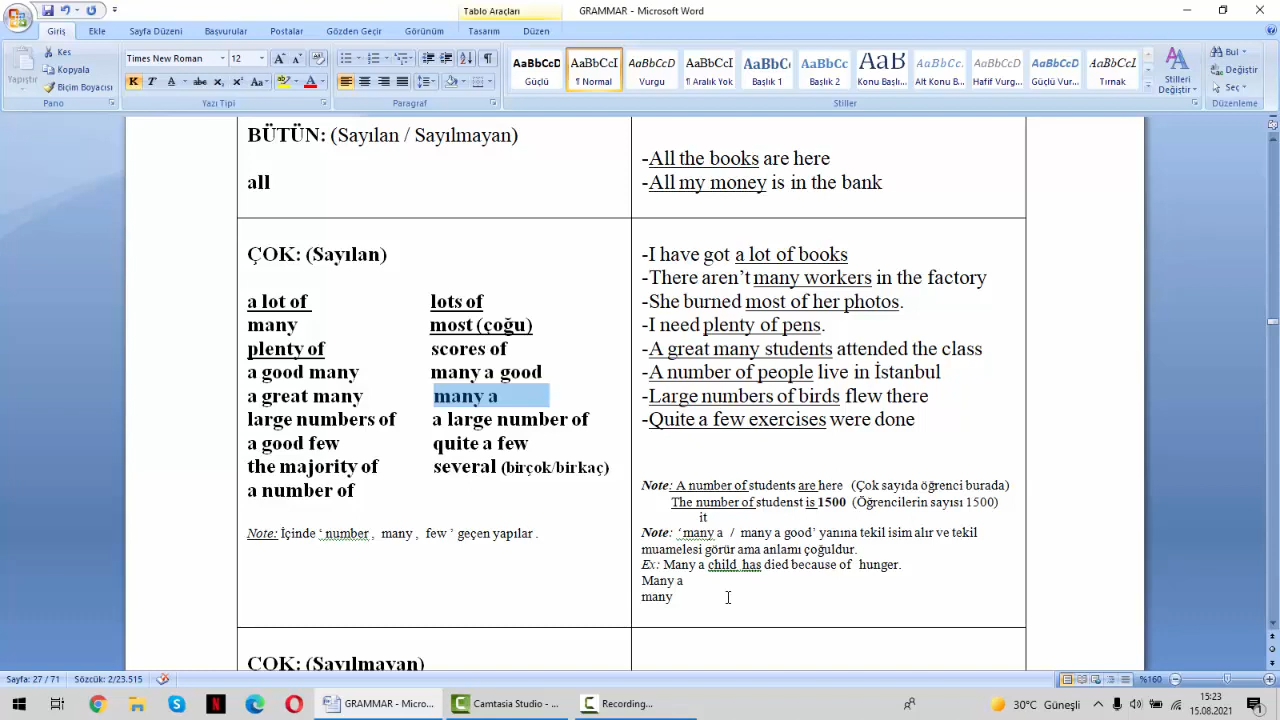 Tablo Araçları
GRAMMAR - Microsoft Word
Giriş Ekle Sayfa Düzeni Başvurular Postalar Gözden Geçir Görünüm Tasarım Düzen
Yapıştır
Kes
Kopyala
Biçim Boyacısı
Pano
Times New Roman 12
Yazı Tipi
Paragraf
AaBbCcD AaBbCcI AaBbCcD AaBbCcI AaBbC AaBbCc AaB AaBbCcD AaBbCcD AaBbCcD AaBbCcI
Güçlü ¶ Normal Vurgu ¶ Aralık Yok Başlık 1 Başlık 2 Konu Başlı... Alt Konu B... Hafif Vurg... Güçlü Vur... Tırnak
Stilleri Değiştir
Stiller
Bul
Değiştir
Seç
Düzenleme
BÜTÜN: (Sayılan / Sayılmayan)
all
-All the books are here
-All my money is in the bank
ÇOK: (Sayılan)
a lot of lots of
many most (çoğu)
plenty of scores of
a good many many a good
a great many many a
large numbers of a large number of
a good few quite a few
the majority of several (birçok/birkaç)
a number of
Note: İçinde ‘ number , many , few ’ geçen yapılar .
-I have got a lot of books
-There aren’t many workers in the factory
-She burned most of her photos.
-I need plenty of pens.
-A great many students attended the class
-A number of people live in İstanbul
-Large numbers of birds flew there
-Quite a few exercises were done
Note: A number of students are here (Çok sayıda öğrenci burada)
The number of studenst is 1500 (Öğrencilerin sayısı 1500)
it
Note: ‘many a / many a good’ yanına tekil isim alır ve tekil
muamelesi görür ama anlamı çoğuldur.
Ex: Many a child has died because of hunger.
Many a
many
ÇOK: (Sayılmayan)
Sayfa: 27 / 71 Sözcük: 2/23.515 %160
GRAMMAR - Micro... Camtasia Studio - ... Recording... 30°C Güneşli 15:23
15.08.2021